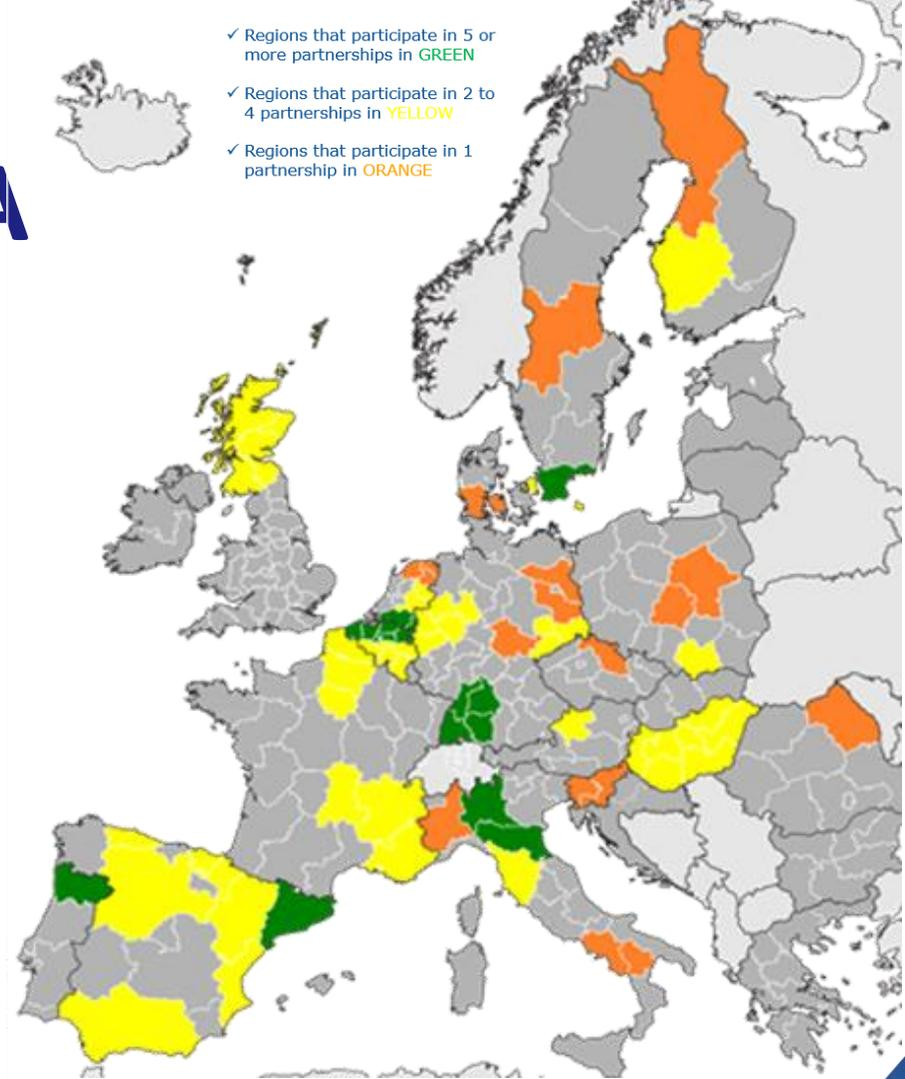 ✓ Regions that participate in 5 or
more partnerships in GREEN
✓ Regions that participate in 2 to
4 partnerships in YELLOW
✓ Regions that participate in 1
partnership in ORANGE
A